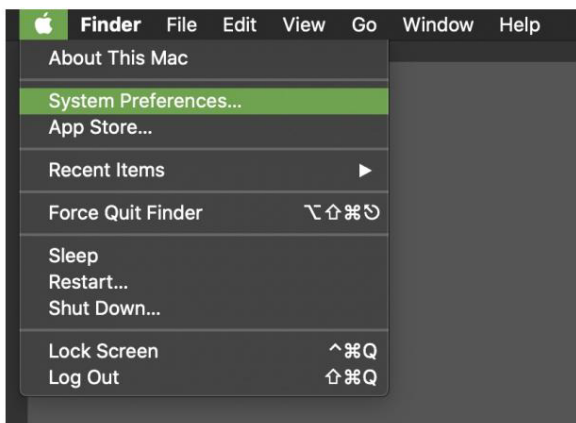 Finder File Edit View Go Window Help
About This Mac
System Preferences...
App Store...
Recent Items ▶
Force Quit Finder ⌥⇧⌘⎋
Sleep
Restart...
Shut Down...
Lock Screen ^⌘Q
Log Out ⇧⌘Q